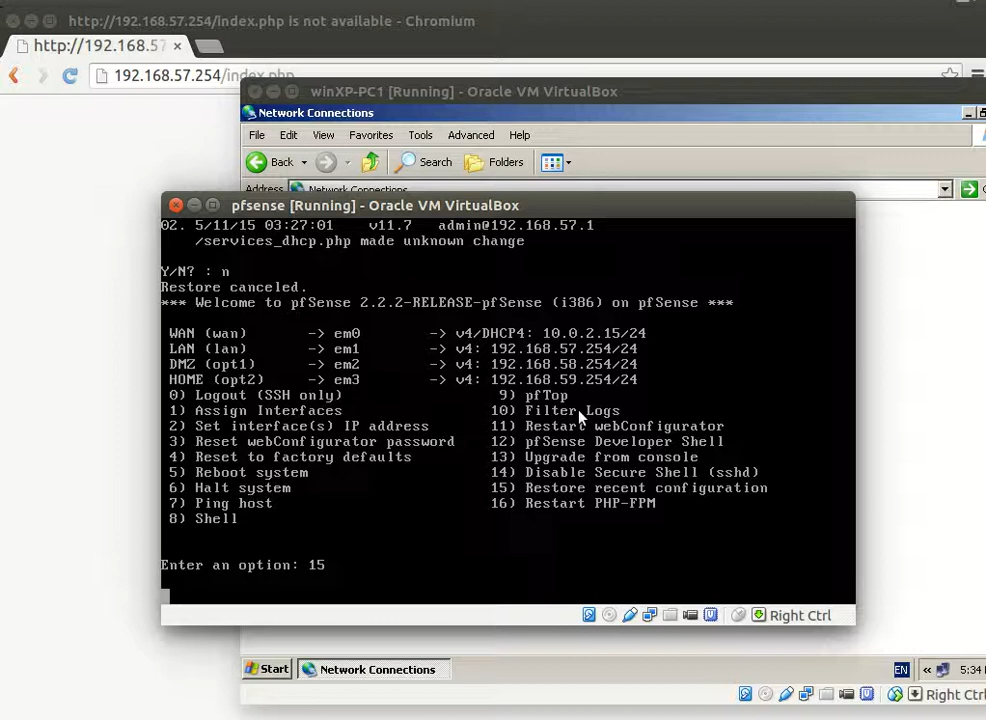 http://192.168.57.254/index.php is not available - Chromium
http://192.168.57
192.168.57.254/index.php
winXP-PC1 [Running] - Oracle VM VirtualBox
Network Connections
File Edit View Favorites Tools Advanced Help
Back Search Folders
Address Network Connections
pfsense [Running] - Oracle VM VirtualBox
02. 5/11/15 03:27:01 v11.7 admin@192.168.57.1
/services_dhcp.php made unknown change
Y/N? : n
Restore canceled.
*** Welcome to pfSense 2.2.2-RELEASE-pfSense (i386) on pfSense ***
WAN (wan) -> em0 -> v4/DHCP4: 10.0.2.15/24
LAN (lan) -> em1 -> v4: 192.168.57.254/24
DMZ (opt1) -> em2 -> v4: 192.168.58.254/24
HOME (opt2) -> em3 -> v4: 192.168.59.254/24
0) Logout (SSH only) 9) pfTop
1) Assign Interfaces 10) Filter Logs
2) Set interface(s) IP address 11) Restart webConfigurator
3) Reset webConfigurator password 12) pfSense Developer Shell
4) Reset to factory defaults 13) Upgrade from console
5) Reboot system 14) Disable Secure Shell (sshd)
6) Halt system 15) Restore recent configuration
7) Ping host 16) Restart PHP-FPM
8) Shell
Enter an option: 15
Right Ctrl
Start Network Connections EN « 5:34
Right Ctrl